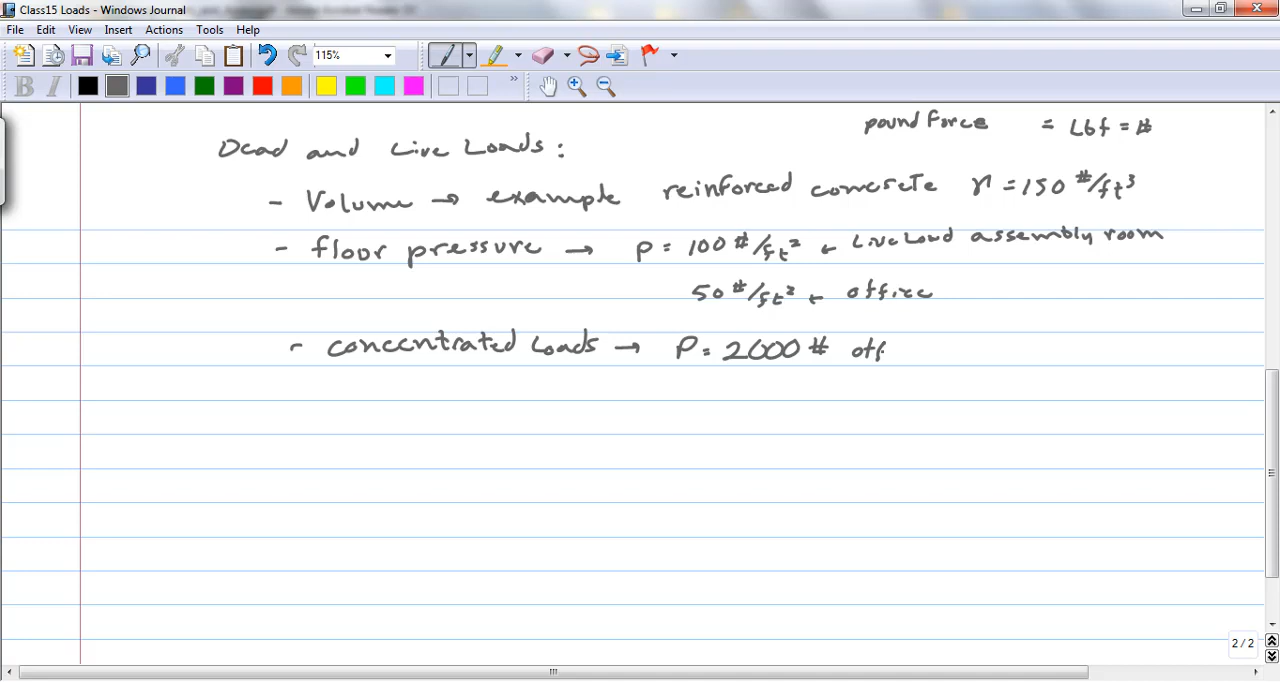 Class15 Loads - Windows Journal
File Edit View Insert Actions Tools Help
115%
B I
pound force = Lbf = #
Dead and Live Loads:
- Volume → example reinforced concrete γ = 150 #/ft³
- floor pressure → p = 100 #/ft² ← Live Load assembly room
50 #/ft² ← office
- concentrated Loads → P = 2000 # off
2 / 2